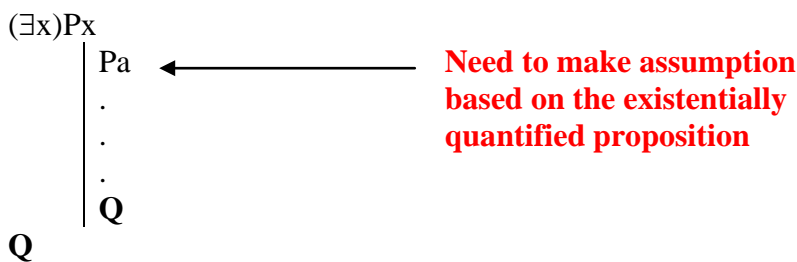 (∃x)Px
Pa
Need to make assumption
based on the existentially
.
quantified proposition
.
.
Q
Q